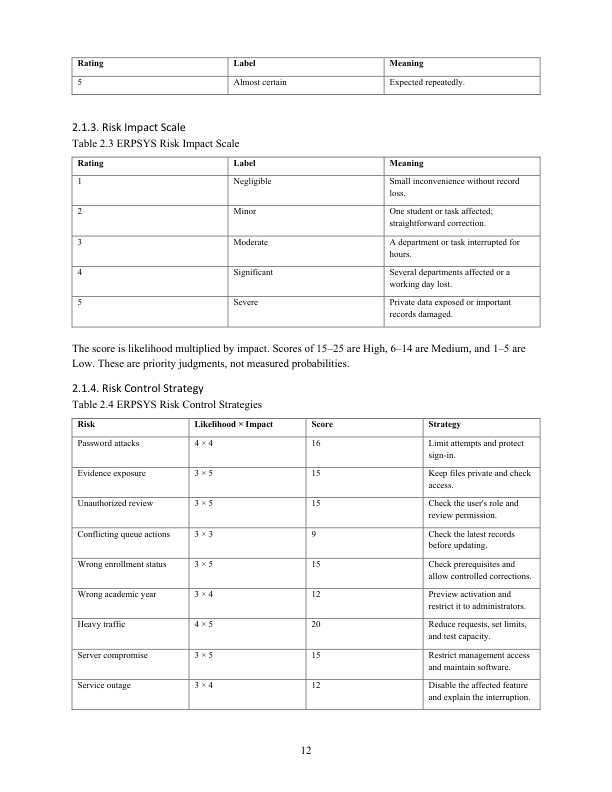 Rating Label Meaning
5 Almost certain Expected repeatedly.
2.1.3. Risk Impact Scale
Table 2.3 ERPSYS Risk Impact Scale
Rating Label Meaning
1 Negligible Small inconvenience without record
loss.
2 Minor One student or task affected;
straightforward correction.
3 Moderate A department or task interrupted for
hours.
4 Significant Several departments affected or a
working day lost.
5 Severe Private data exposed or important
records damaged.
The score is likelihood multiplied by impact. Scores of 15–25 are High, 6–14 are Medium, and 1–5 are
Low. These are priority judgments, not measured probabilities.
2.1.4. Risk Control Strategy
Table 2.4 ERPSYS Risk Control Strategies
Risk Likelihood × Impact Score Strategy
Password attacks 4 × 4 16 Limit attempts and protect
sign-in.
Evidence exposure 3 × 5 15 Keep files private and check
access.
Unauthorized review 3 × 5 15 Check the user's role and
review permission.
Conflicting queue actions 3 × 3 9 Check the latest records
before updating.
Wrong enrollment status 3 × 5 15 Check prerequisites and
allow controlled corrections.
Wrong academic year 3 × 4 12 Preview activation and
restrict it to administrators.
Heavy traffic 4 × 5 20 Reduce requests, set limits,
and test capacity.
Server compromise 3 × 5 15 Restrict management access
and maintain software.
Service outage 3 × 4 12 Disable the affected feature
and explain the interruption.
12